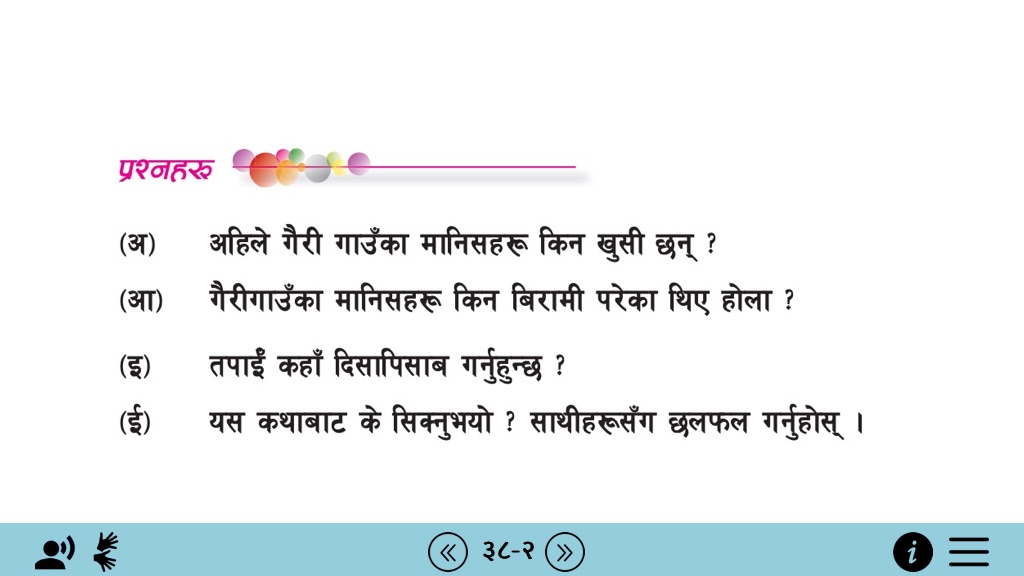 प्रश्नहरू
(अ) अहिले गैरी गाउँका मानिसहरू किन खुसी छन् ?
(आ) गैरीगाउँका मानिसहरू किन बिरामी परेका थिए होला ?
(इ) तपाईँ कहाँ दिसापिसाब गर्नुहुन्छ ?
(ई) यस कथाबाट के सिक्नुभयो ? साथीहरूसँग छलफल गर्नुहोस् ।
३८-२